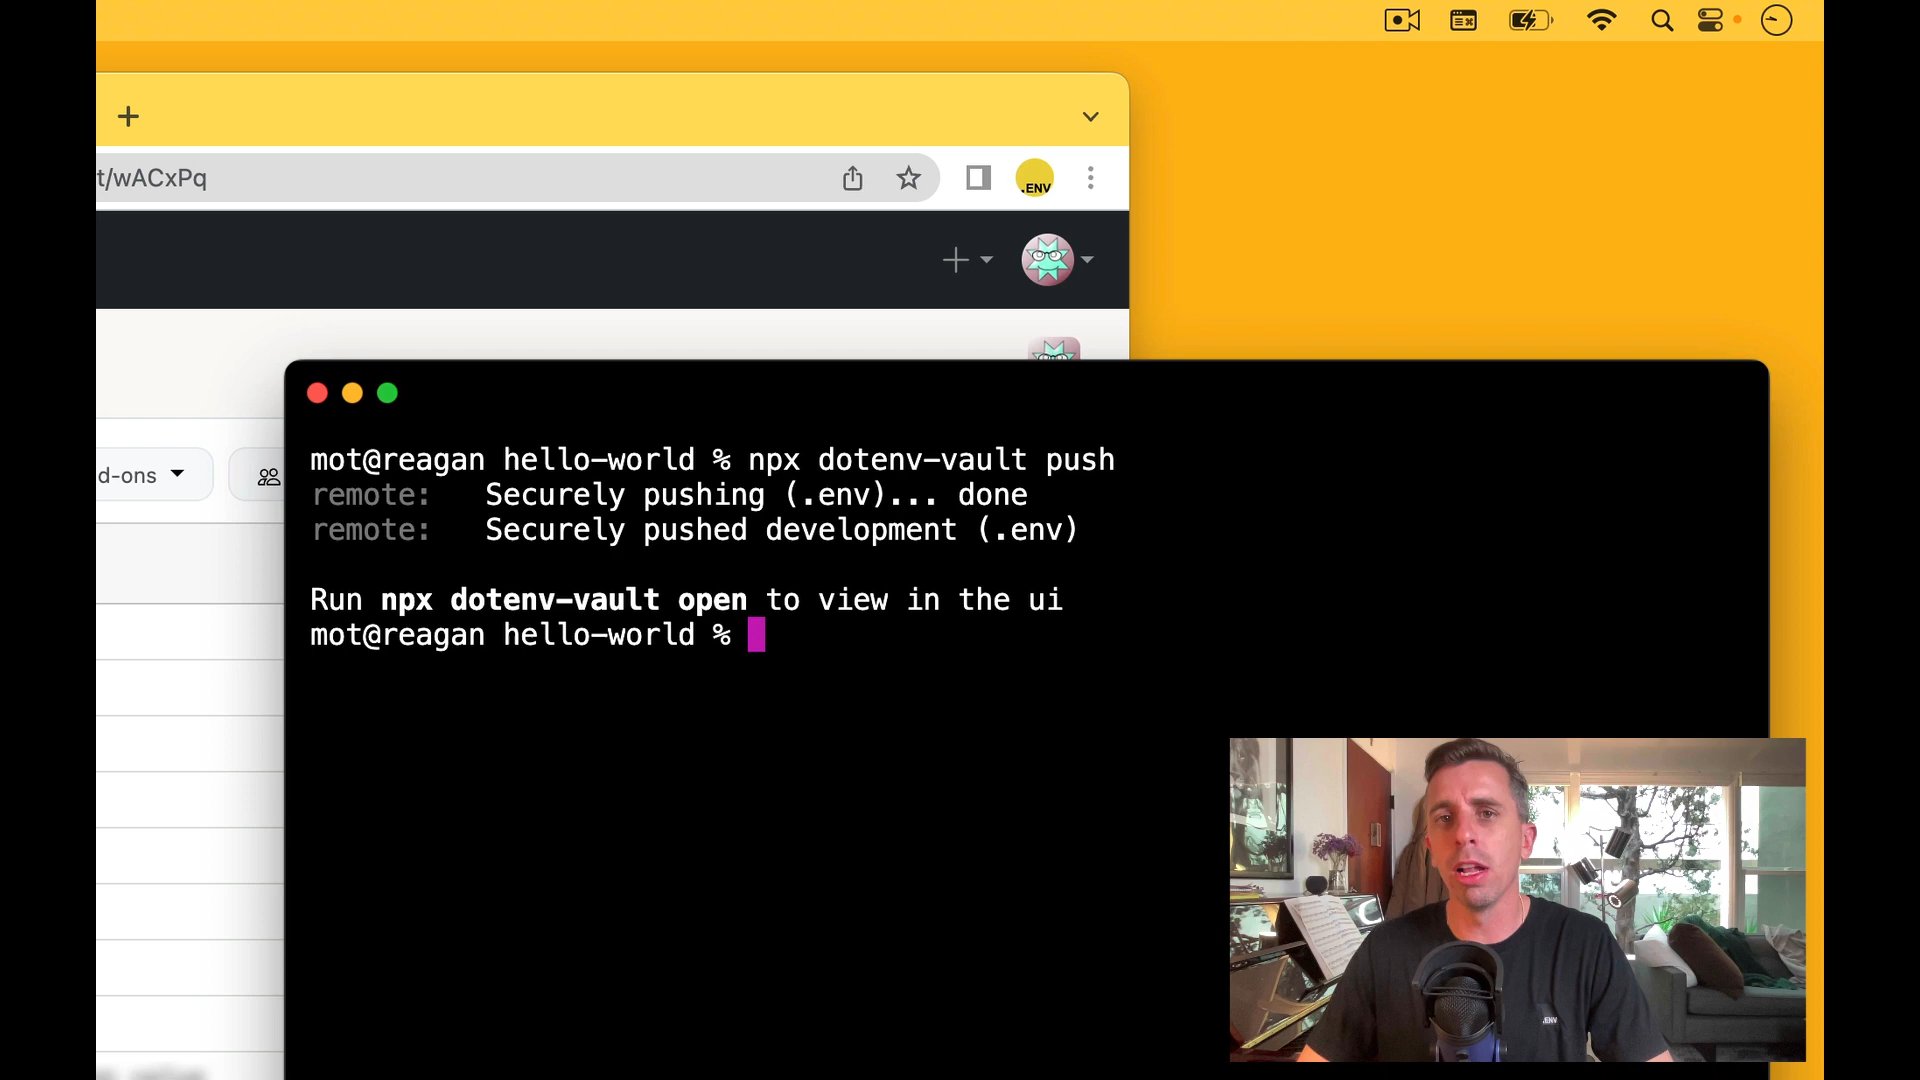 t/wACxPq
.ENV
d-ons
mot@reagan hello-world % npx dotenv-vault push
remote:   Securely pushing (.env)... done
remote:   Securely pushed development (.env)
Run npx dotenv-vault open to view in the ui
mot@reagan hello-world %
.ENV